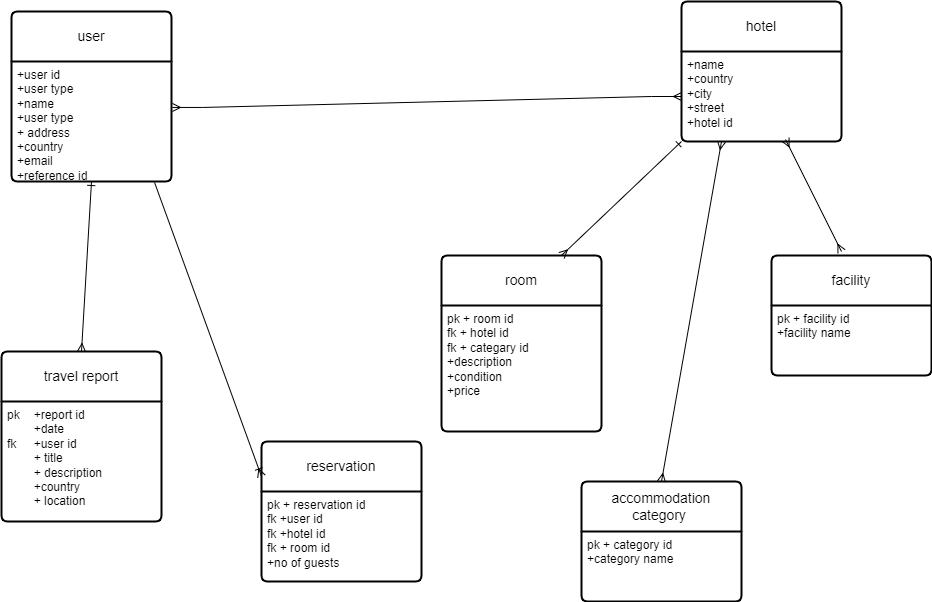 user
+user id
+user type
+name
+user type
+ address
+country
+email
+reference id
hotel
+name
+country
+city
+street
+hotel id
room
pk + room id
fk + hotel id
fk + categary id
+description
+condition
+price
facility
pk + facility id
+facility name
travel report
pk +report id
+date
fk +user id
+ title
+ description
+country
+ location
reservation
pk + reservation id
fk +user id
fk +hotel id
fk + room id
+no of guests
accommodation
category
pk + category id
+category name